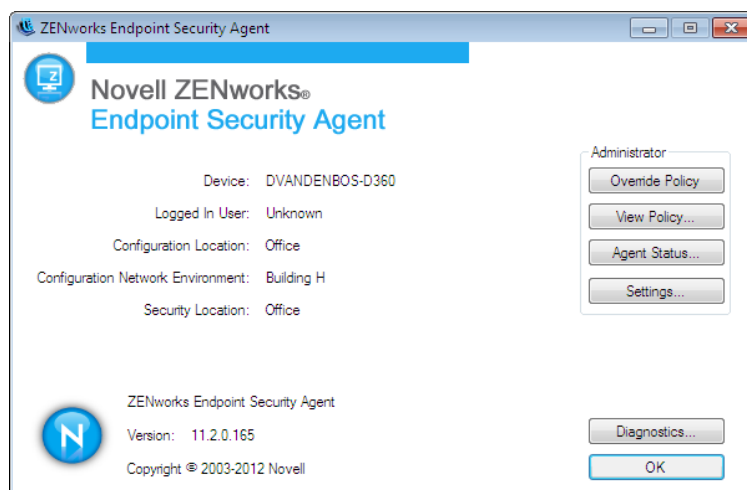 ZENworks Endpoint Security Agent
Z
Novell ZENworks®
Endpoint Security Agent
Administrator
Device: DVANDENBOS-D360
Override Policy
Logged In User: Unknown
View Policy...
Configuration Location: Office
Agent Status...
Configuration Network Environment: Building H
Settings...
Security Location: Office
ZENworks Endpoint Security Agent
N
Version: 11.2.0.165
Diagnostics...
Copyright © 2003-2012 Novell
OK